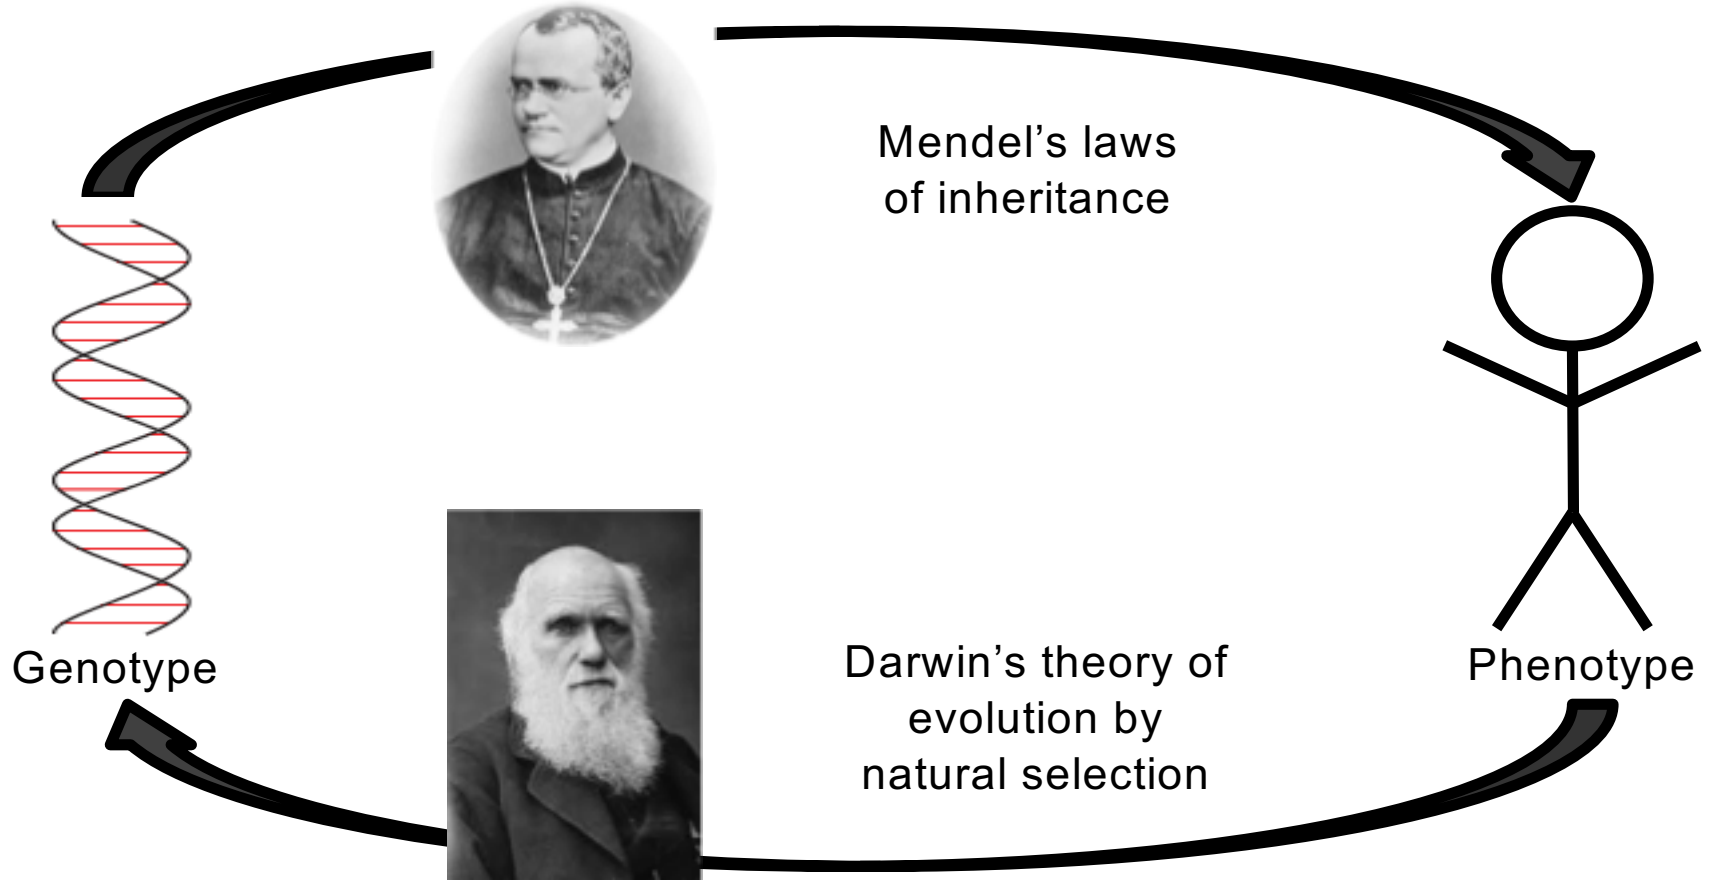 Mendel’s laws
of inheritance
Genotype
Phenotype
Darwin’s theory of
evolution by
natural selection